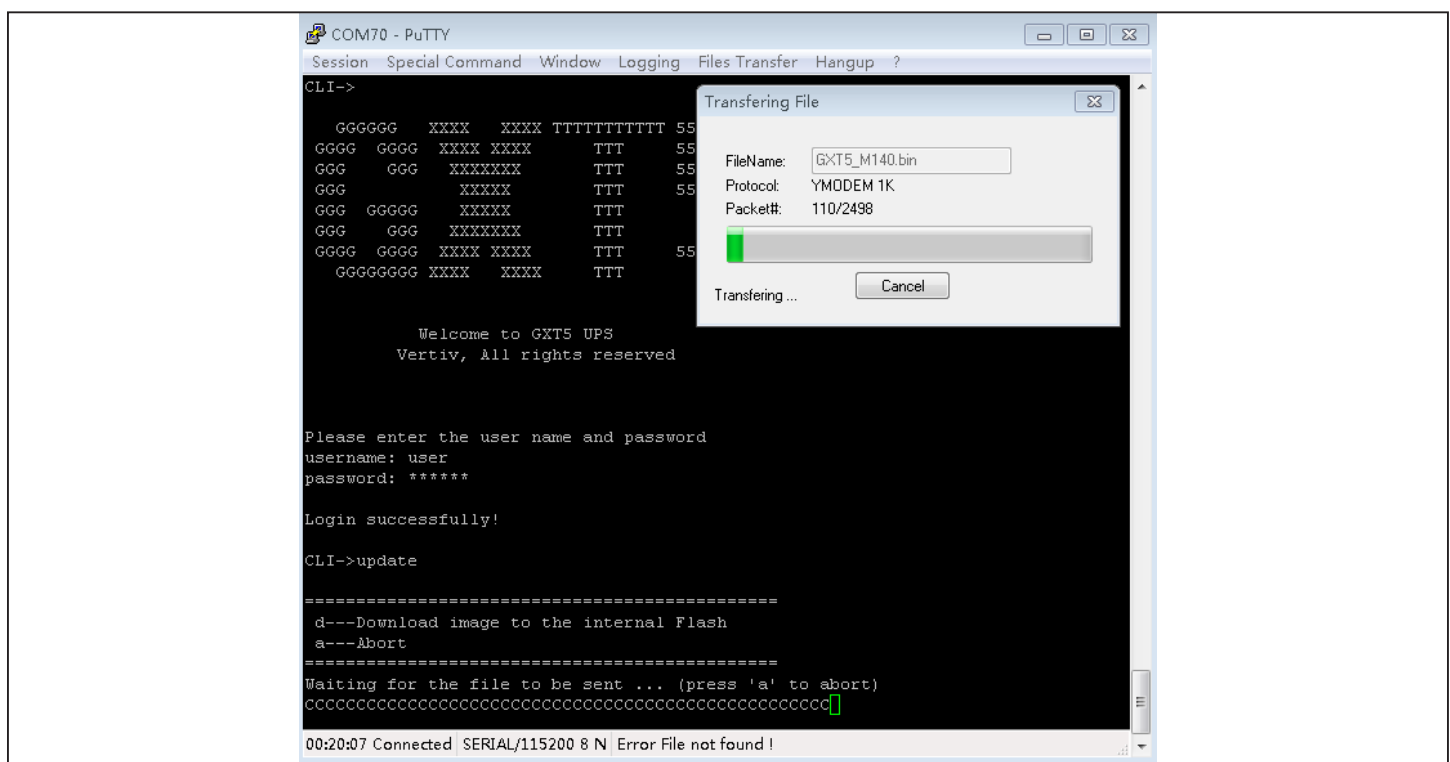 COM70 - PuTTY
Session Special Command Window Logging Files Transfer Hangup ?
CLI->
GGGGGG XXXX XXXX TTTTTTTTTTT 55
GGGG GGGG XXXX XXXX TTT 55
GGG GGG XXXXXXX TTT 55
GGG XXXXX TTT 55
GGG GGGGG XXXXX TTT
GGG GGG XXXXXXX TTT
GGGG GGGG XXXX XXXX TTT 55
GGGGGGGG XXXX XXXX TTT
Transfering File
FileName: GXT5_M140.bin
Protocol: YMODEM 1K
Packet#: 110/2498
Cancel
Transfering ...
Welcome to GXT5 UPS
Vertiv, All rights reserved
Please enter the user name and password
username: user
password: ******
Login successfully!
CLI->update
==============================================
d---Download image to the internal Flash
a---Abort
==============================================
Waiting for the file to be sent ... (press 'a' to abort)
CCCCCCCCCCCCCCCCCCCCCCCCCCCCCCCCCCCCCCCCCCCCCCCCCCC
00:20:07 Connected SERIAL/115200 8 N Error File not found !